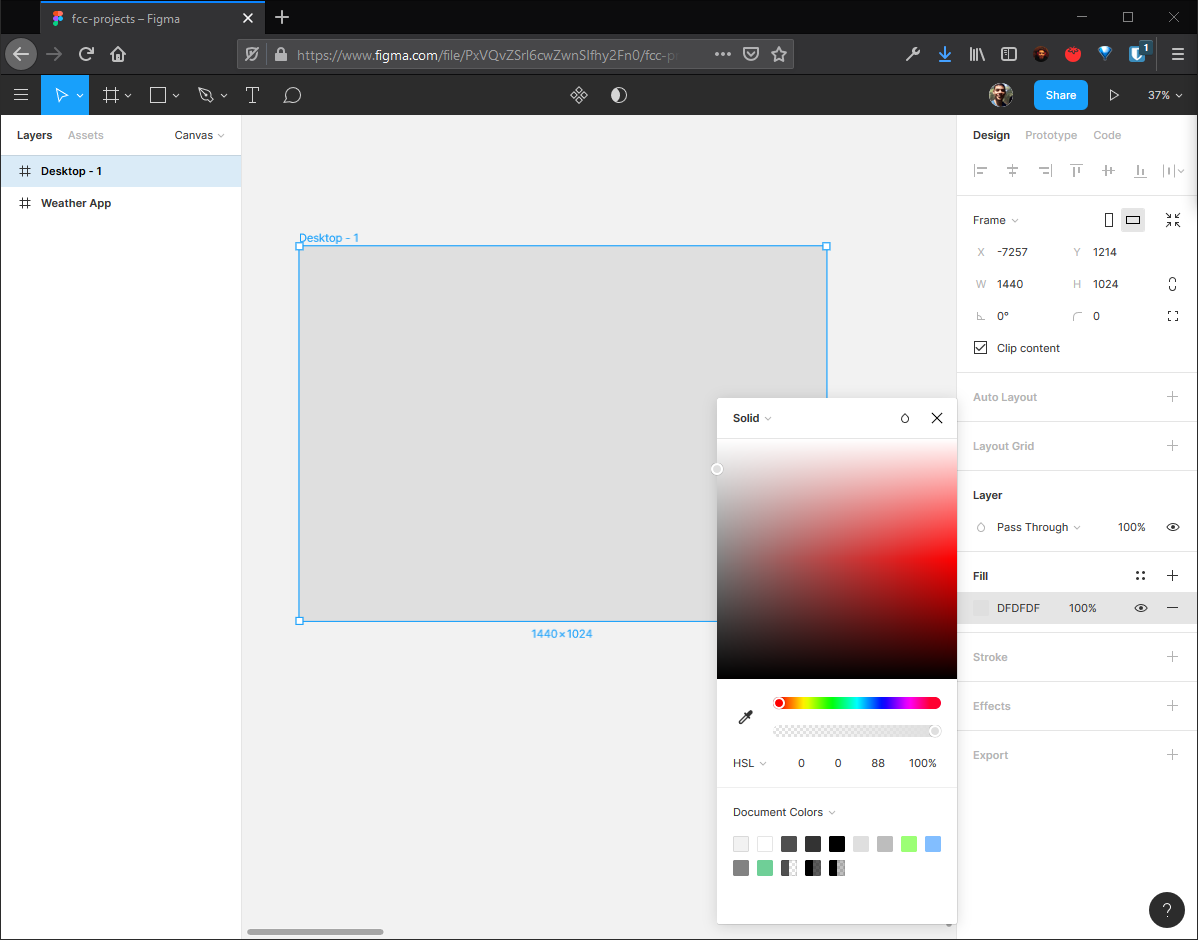 fcc-projects – Figma
https://www.figma.com/file/PxVQvZSrl6cwZwnSIfhy2Fn0/fcc-p
1
Share
37%
Layers
Assets
Canvas
Desktop - 1
Weather App
Desktop - 1
1440 × 1024
Design
Prototype
Code
Frame
X -7257
Y 1214
W 1440
H 1024
0°
0
Clip content
Auto Layout
Layout Grid
Layer
Pass Through 100%
Fill
DFDFDF 100%
Stroke
Effects
Export
Solid
HSL 0 0 88 100%
Document Colors
?